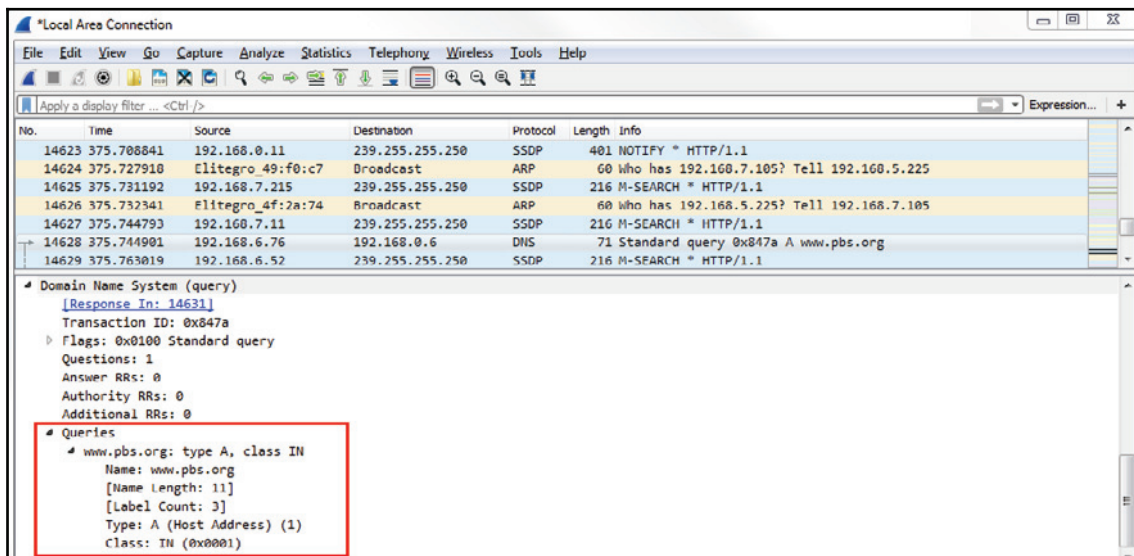 *Local Area Connection
File Edit View Go Capture Analyze Statistics Telephony Wireless Tools Help
Apply a display filter ... <Ctrl-/> Expression... +
No. Time Source Destination Protocol Length Info
14623 375.708841 192.168.0.11 239.255.255.250 SSDP 401 NOTIFY * HTTP/1.1
14624 375.727918 Elitegro_49:f0:c7 Broadcast ARP 60 Who has 192.168.7.105? Tell 192.168.5.225
14625 375.731192 192.168.7.215 239.255.255.250 SSDP 216 M-SEARCH * HTTP/1.1
14626 375.732341 Elitegro_4f:2a:74 Broadcast ARP 60 Who has 192.168.5.225? Tell 192.168.7.105
14627 375.744793 192.168.7.11 239.255.255.250 SSDP 216 M-SEARCH * HTTP/1.1
14628 375.744901 192.168.6.76 192.168.0.6 DNS 71 Standard query 0x847a A www.pbs.org
14629 375.763019 192.168.6.52 239.255.255.250 SSDP 216 M-SEARCH * HTTP/1.1
Domain Name System (query)
[Response In: 14631]
Transaction ID: 0x847a
Flags: 0x0100 Standard query
Questions: 1
Answer RRs: 0
Authority RRs: 0
Additional RRs: 0
Queries
www.pbs.org: type A, class IN
Name: www.pbs.org
[Name Length: 11]
[Label Count: 3]
Type: A (Host Address) (1)
Class: IN (0x0001)